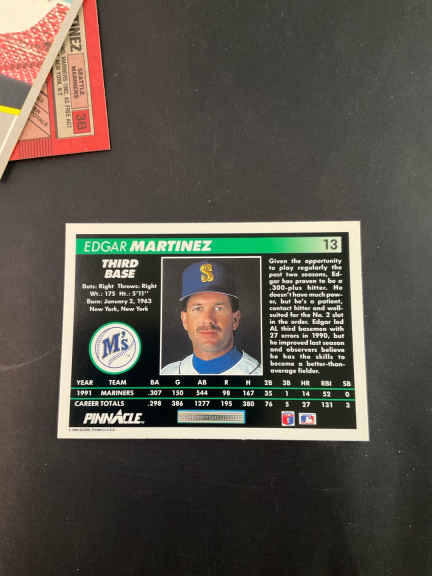 TINEZ
SEATTLE
MARINERS
3B
EDGAR MARTINEZ 13
THIRD
BASE
Bats: Right Throws: Right
Wt.: 175 Ht.: 5'11"
Born: January 2, 1963
New York, New York
M's
S
Given the opportunity
to play regularly the
past two seasons, Ed-
gar has proven to be a
.300-plus hitter. He
doesn't have much pow-
er, but he's a patient,
contact hitter and well-
suited for the No. 2 slot
in the order. Edgar led
AL third basemen with
27 errors in 1990, but
he improved last season
and observers believe
he has the skills to
become a better-than-
average fielder.
YEAR TEAM BA G AB R H 2B 3B HR RBI SB
1991 MARINERS .307 150 544 98 167 35 1 14 52 0
CAREER TOTALS .298 386 1277 195 380 76 5 27 131 3
PINNACLE